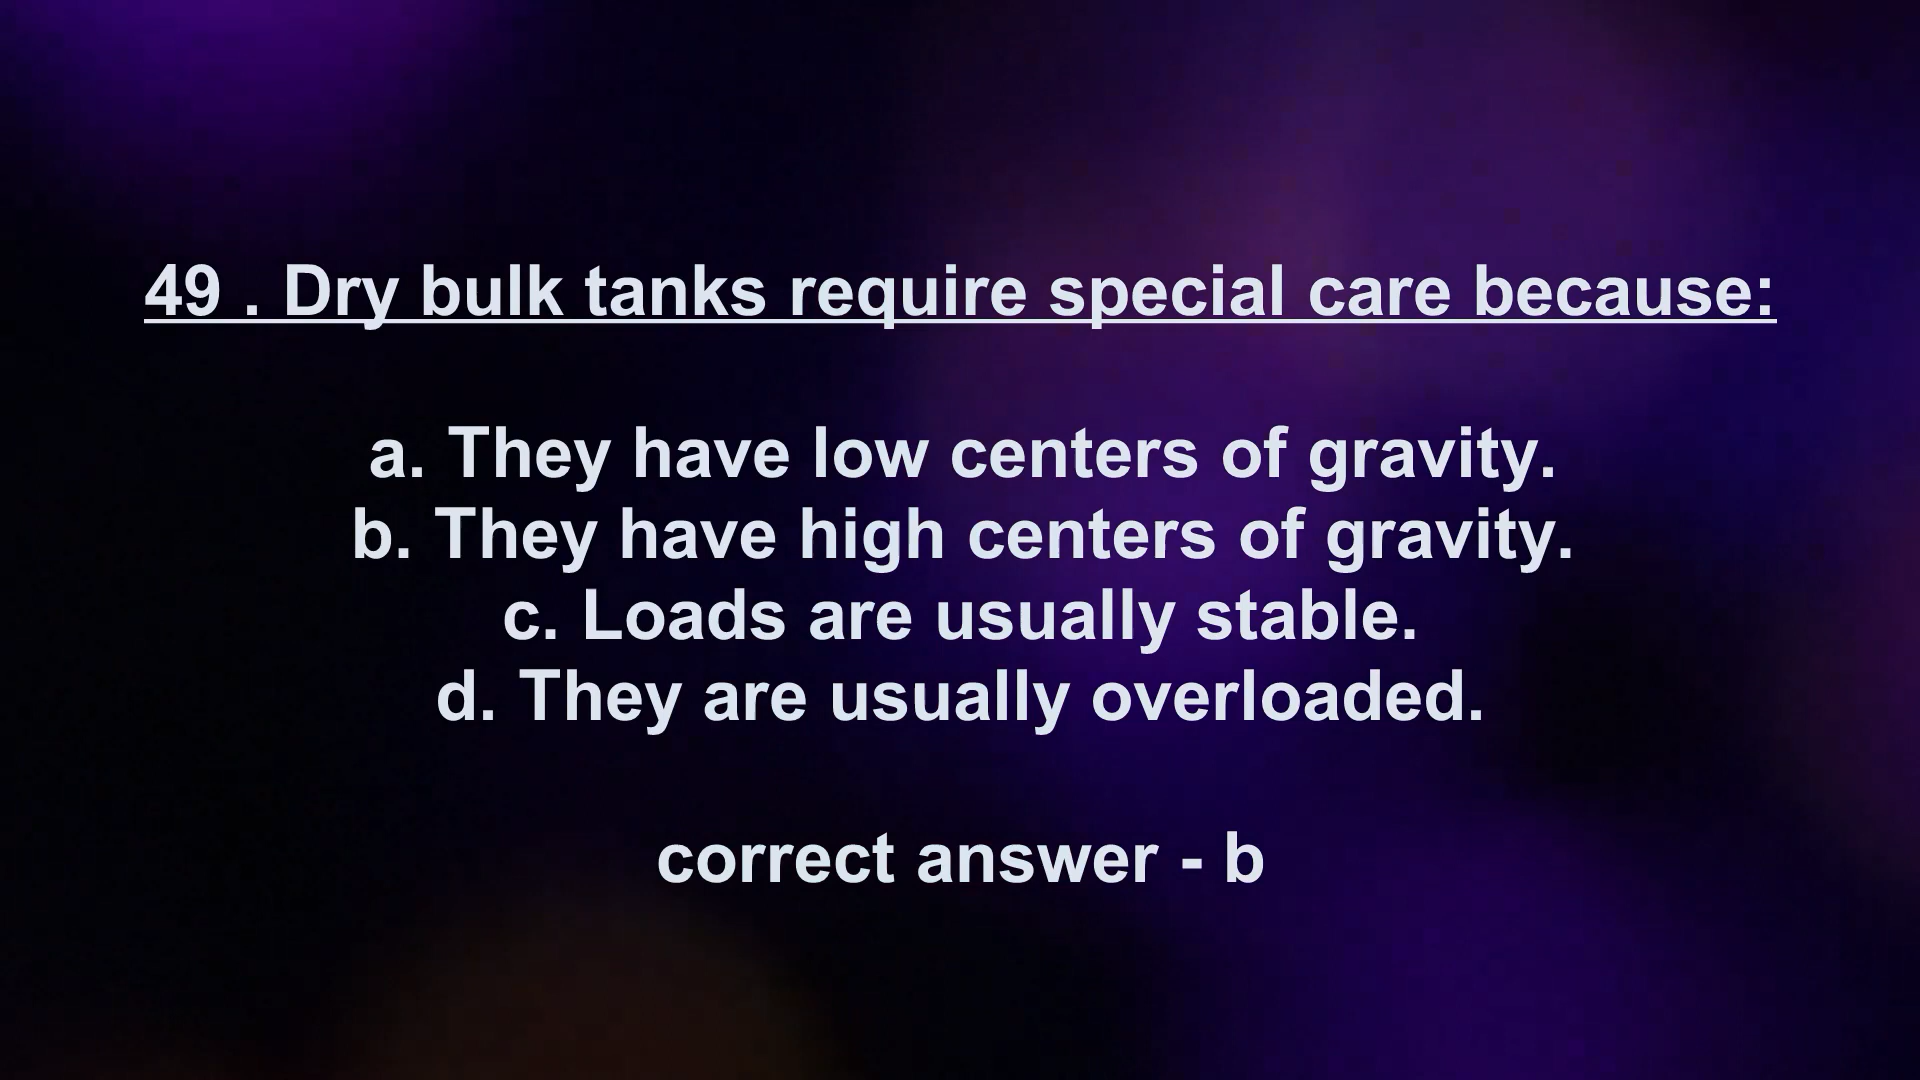 49 . Dry bulk tanks require special care because:
a. They have low centers of gravity.
b. They have high centers of gravity.
c. Loads are usually stable.
d. They are usually overloaded.
correct answer - b